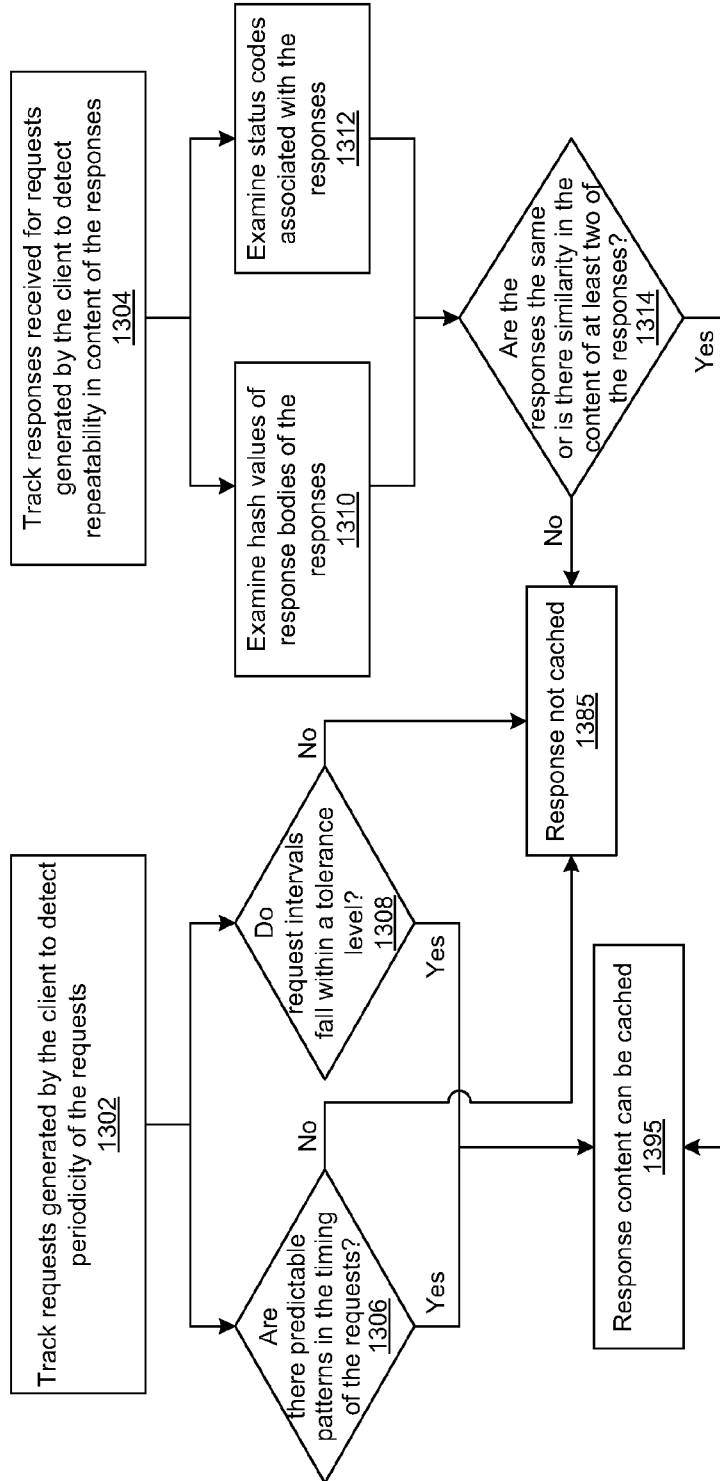 Track requests generated by the client to detect
periodicity of the requests
1302
Are
there predictable
patterns in the timing
of the requests?
1306
No
Yes
Do
request intervals
fall within a tolerance
level?
1308
No
Yes
Track responses received for requests
generated by the client to detect
repeatability in content of the responses
1304
Examine hash values of
response bodies of the
responses
1310
Examine status codes
associated with the
responses
1312
Are the
responses the same
or is there similarity in the
content of at least two of
the responses?
1314
No
Yes
Response not cached
1385
Response content can be cached
1395